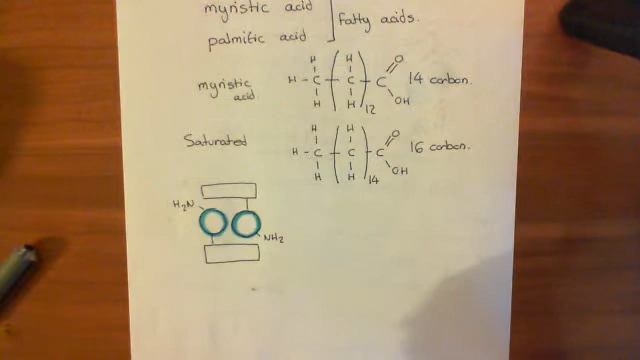 myristic acid
palmitic acid
fatty acids.
myristic acid
H H
H - C - ( C ) 12 - C O OH 14 carbon.
H H
Saturated
H H
H - C - ( C ) 14 - C O OH 16 carbon.
H H
H₂N
NH₂